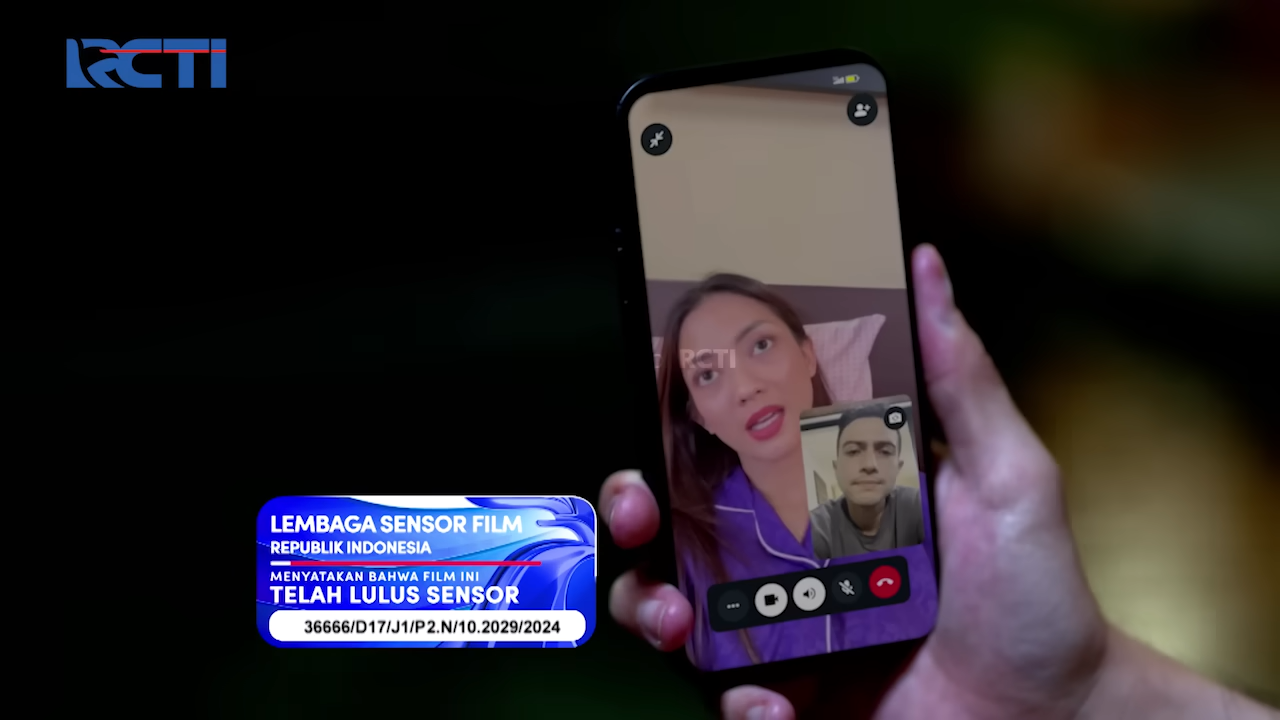 RCTI
RCTI
LEMBAGA SENSOR FILM
REPUBLIK INDONESIA
MENYATAKAN BAHWA FILM INI
TELAH LULUS SENSOR
36666/D17/J1/P2.N/10.2029/2024